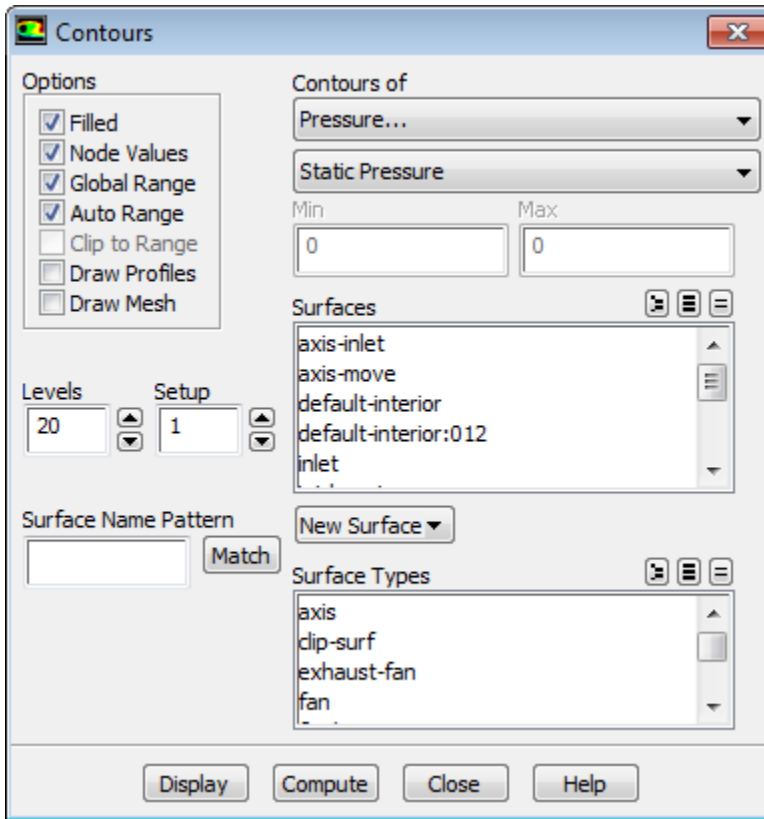 Contours
Options
Filled
Node Values
Global Range
Auto Range
Clip to Range
Draw Profiles
Draw Mesh
Levels
Setup
20
1
Surface Name Pattern
Match
Contours of
Pressure...
Static Pressure
Min
Max
0
0
Surfaces
axis-inlet
axis-move
default-interior
default-interior:012
inlet
New Surface
Surface Types
axis
clip-surf
exhaust-fan
fan
Display
Compute
Close
Help